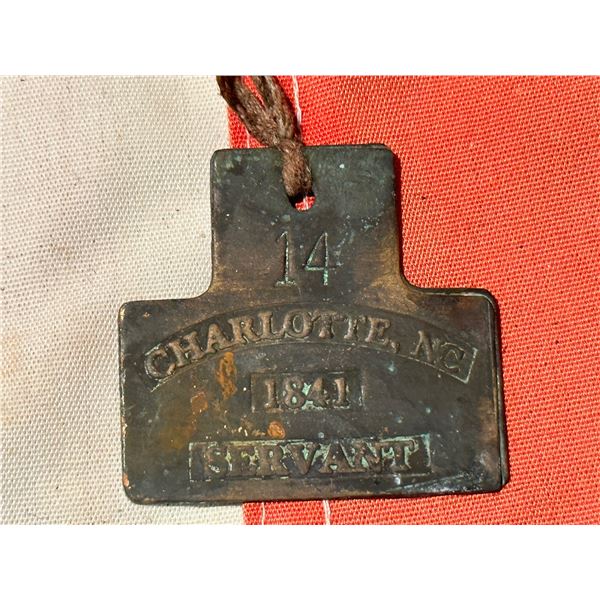 14
CHARLOTTE, NC
1841
SERVANT